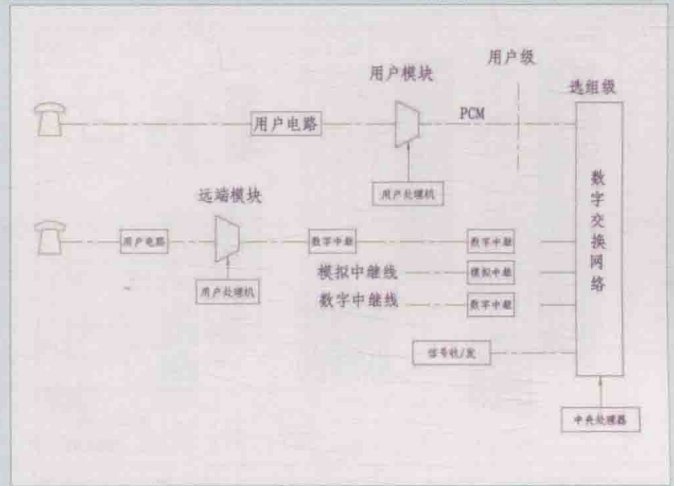 用户级
用户模块
选组级
PCM
用户电路
用户处理机
远端模块
数字交换网络
用户电路
数字中继
数字中继
模拟中继线
模拟中继
用户处理机
数字中继线
数字中继
信号收/发
中央处理器